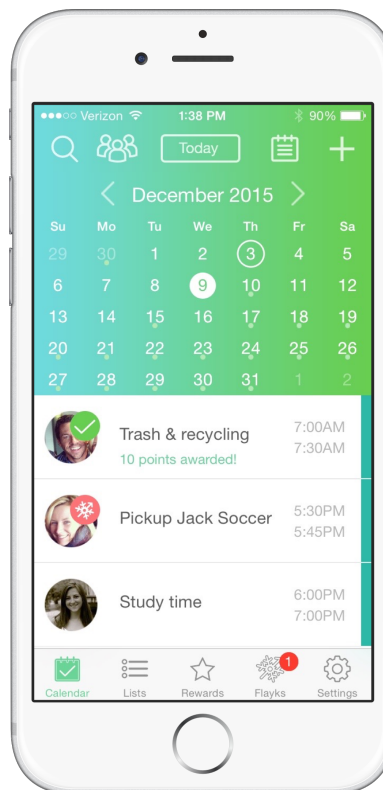 Verizon 1:38 PM 90%
Today
December 2015
Su Mo Tu We Th Fr Sa
29 30 1 2 3 4 5
6 7 8 9 10 11 12
13 14 15 16 17 18 19
20 21 22 23 24 25 26
27 28 29 30 31 1 2
Trash & recycling 7:00AM
10 points awarded! 7:30AM
Pickup Jack Soccer 5:30PM
5:45PM
Study time 6:00PM
7:00PM
1
Calendar Lists Rewards Flayks Settings